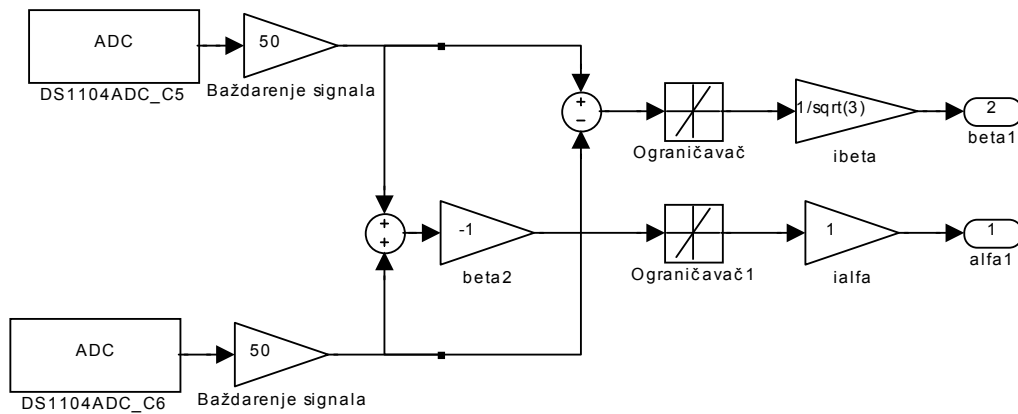 ADC
DS1104ADC_C5
50
Baždarenje signala
+
−
Ograničavač
1/sqrt(3)
ibeta
2
beta1
+
+
-1
beta2
Ograničavač1
1
ialfa
1
alfa1
ADC
DS1104ADC_C6
50
Baždarenje signala